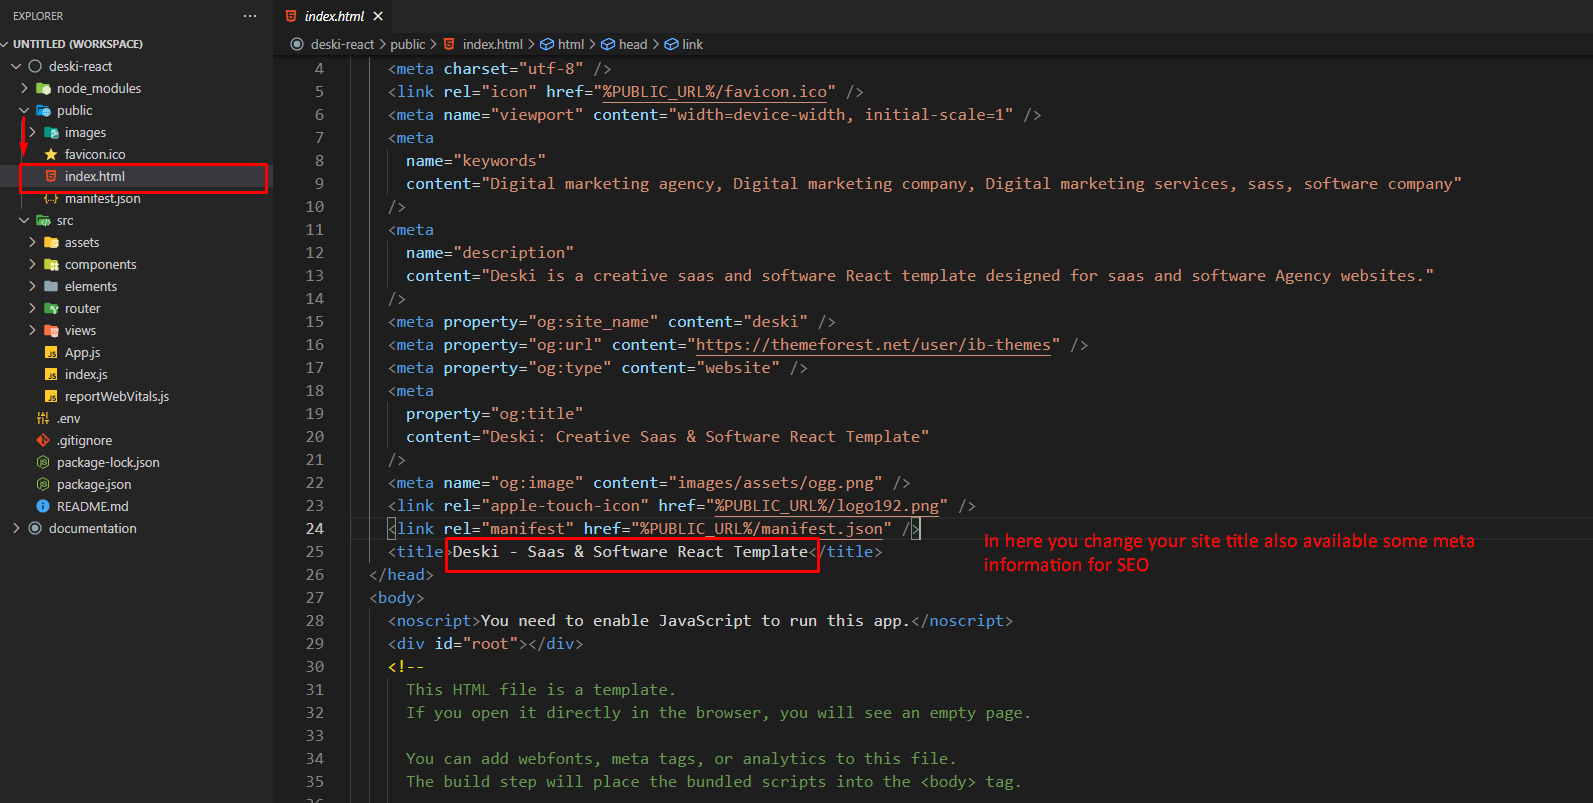 EXPLORER
UNTITLED (WORKSPACE)
deski-react
node_modules
public
images
favicon.ico
index.html
manifest.json
src
assets
components
elements
router
views
App.js
index.js
reportWebVitals.js
.env
.gitignore
package-lock.json
package.json
README.md
documentation
index.html
deski-react > public > index.html > html > head > link
4 <meta charset="utf-8" />
5 <link rel="icon" href="%PUBLIC_URL%/favicon.ico" />
6 <meta name="viewport" content="width=device-width, initial-scale=1" />
7 <meta
8 name="keywords"
9 content="Digital marketing agency, Digital marketing company, Digital marketing services, sass, software company"
10 />
11 <meta
12 name="description"
13 content="Deski is a creative saas and software React template designed for saas and software Agency websites."
14 />
15 <meta property="og:site_name" content="deski" />
16 <meta property="og:url" content="https://themeforest.net/user/ib-themes" />
17 <meta property="og:type" content="website" />
18 <meta
19 property="og:title"
20 content="Deski: Creative Saas & Software React Template"
21 />
22 <meta name="og:image" content="images/assets/ogg.png" />
23 <link rel="apple-touch-icon" href="%PUBLIC_URL%/logo192.png" />
24 <link rel="manifest" href="%PUBLIC_URL%/manifest.json" />
25 <title>Deski - Saas & Software React Template</title>
In here you change your site title also available some meta
information for SEO
26 </head>
27 <body>
28 <noscript>You need to enable JavaScript to run this app.</noscript>
29 <div id="root"></div>
30 <!--
31 This HTML file is a template.
32 If you open it directly in the browser, you will see an empty page.
33
34 You can add webfonts, meta tags, or analytics to this file.
35 The build step will place the bundled scripts into the <body> tag.